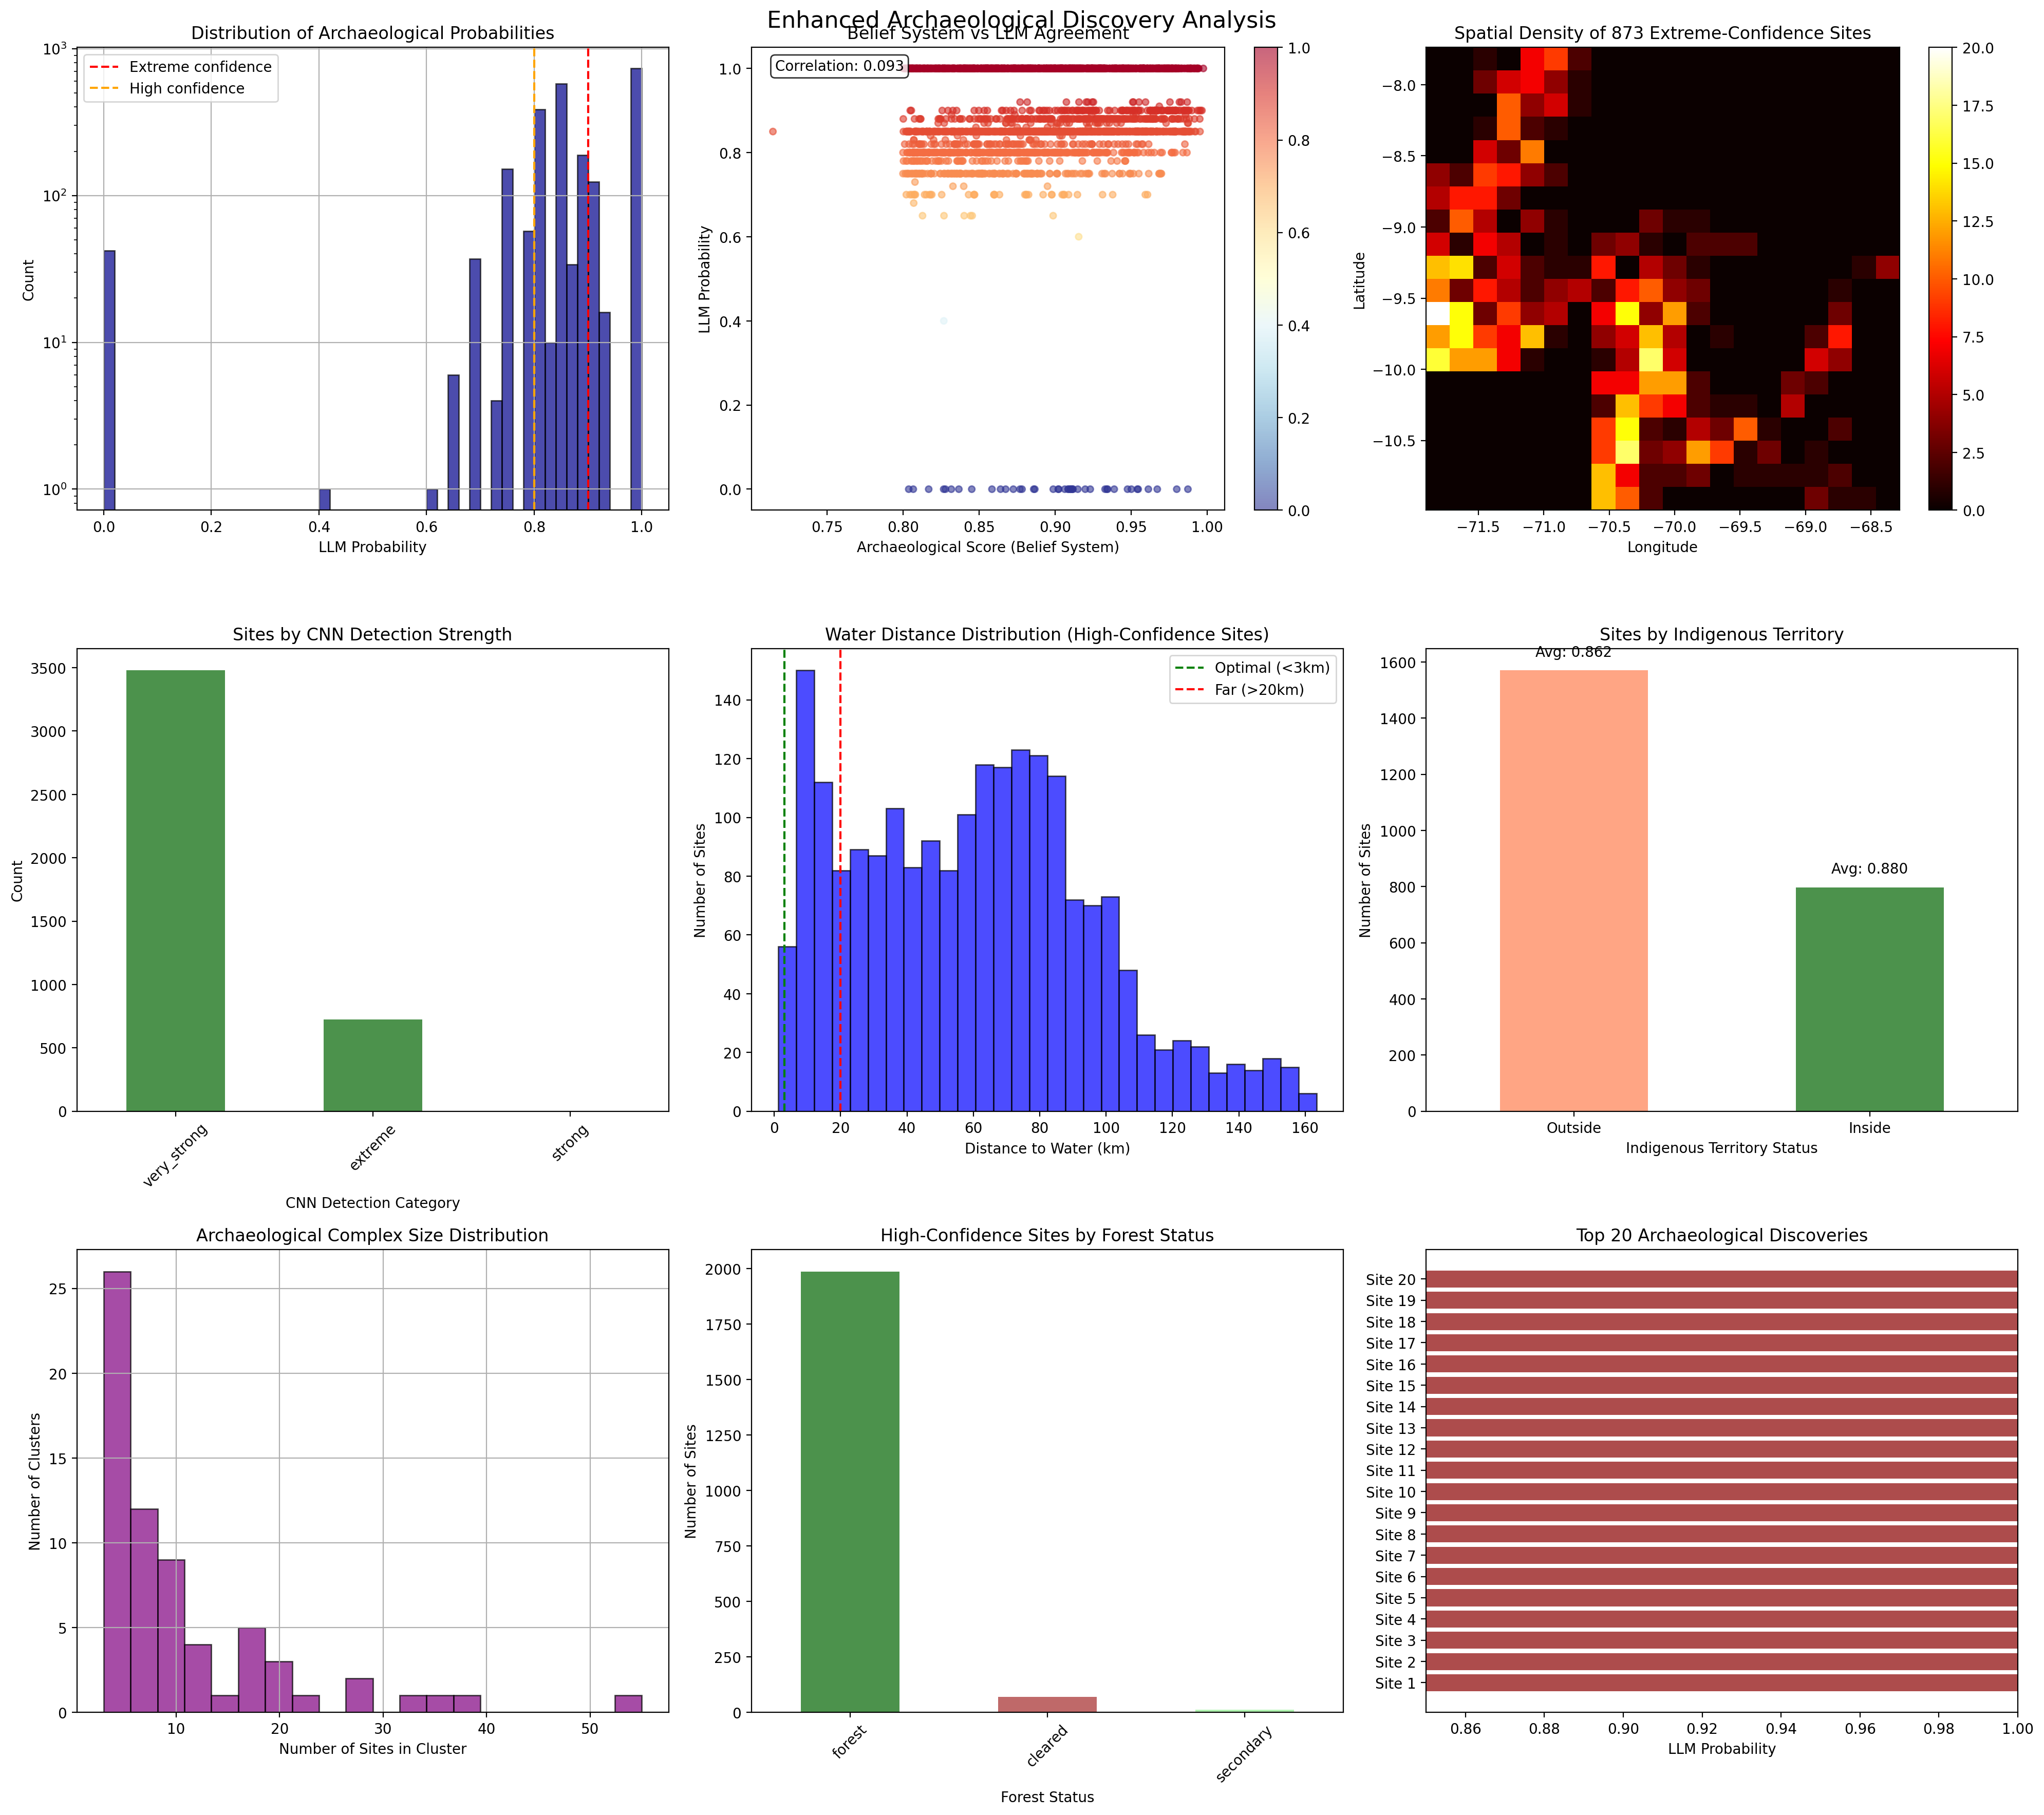 Enhanced Archaeological Discovery Analysis
Distribution of Archaeological Probabilities
Extreme confidence
High confidence
10³
10²
10¹
10⁰
Count
0.0 0.2 0.4 0.6 0.8 1.0
LLM Probability
Belief System vs LLM Agreement
Correlation: 0.093
1.0
0.8
0.6
0.4
0.2
0.0
LLM Probability
0.75 0.80 0.85 0.90 0.95 1.00
Archaeological Score (Belief System)
1.0
0.8
0.6
0.4
0.2
0.0
Spatial Density of 873 Extreme-Confidence Sites
−8.0
−8.5
−9.0
−9.5
−10.0
−10.5
Latitude
−71.5 −71.0 −70.5 −70.0 −69.5 −69.0 −68.5
Longitude
20.0
17.5
15.0
12.5
10.0
7.5
5.0
2.5
0.0
Sites by CNN Detection Strength
3500
3000
2500
2000
1500
1000
500
0
Count
very_strong extreme strong
CNN Detection Category
Water Distance Distribution (High-Confidence Sites)
Optimal (<3km)
Far (>20km)
140
120
100
80
60
40
20
0
Number of Sites
0 20 40 60 80 100 120 140 160
Distance to Water (km)
Sites by Indigenous Territory
Avg: 0.862
Avg: 0.880
1600
1400
1200
1000
800
600
400
200
0
Number of Sites
Outside Inside
Indigenous Territory Status
Archaeological Complex Size Distribution
25
20
15
10
5
0
Number of Clusters
10 20 30 40 50
Number of Sites in Cluster
High-Confidence Sites by Forest Status
2000
1750
1500
1250
1000
750
500
250
0
Number of Sites
forest cleared secondary
Forest Status
Top 20 Archaeological Discoveries
Site 20
Site 19
Site 18
Site 17
Site 16
Site 15
Site 14
Site 13
Site 12
Site 11
Site 10
Site 9
Site 8
Site 7
Site 6
Site 5
Site 4
Site 3
Site 2
Site 1
0.86 0.88 0.90 0.92 0.94 0.96 0.98 1.00
LLM Probability